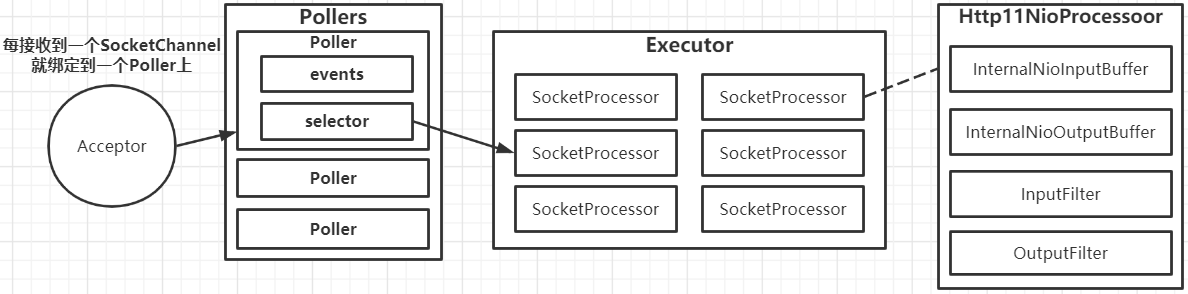 每接收到一个SocketChannel
就绑定到一个Poller上
Acceptor
Pollers
Poller
events
selector
Poller
Poller
Executor
SocketProcessor
SocketProcessor
SocketProcessor
SocketProcessor
SocketProcessor
SocketProcessor
Http11NioProcessoor
InternalNioInputBuffer
InternalNioOutputBuffer
InputFilter
OutputFilter